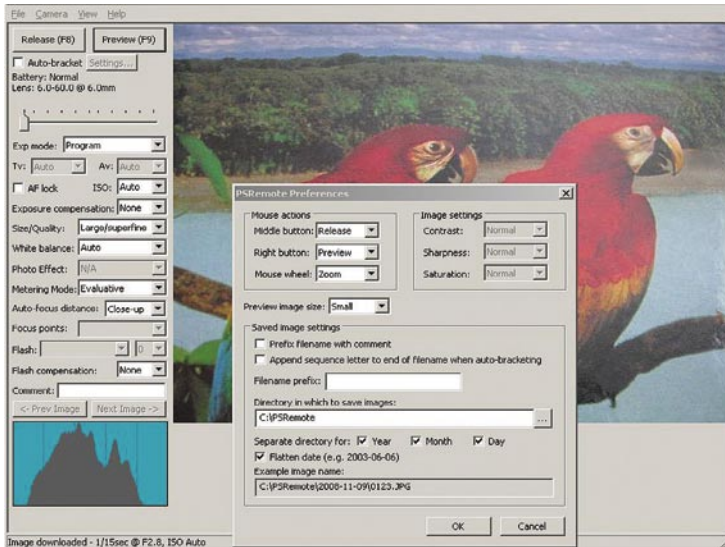 File Camera View Help
Release (F8) Preview (F9)
Auto-bracket Settings...
Battery: Normal
Lens: 6.0-60.0 @ 6.0mm
Exp mode: Program
Tv: Auto Av: Auto
AF lock ISO: Auto
Exposure compensation: None
Size/Quality: Large/superfine
White balance: Auto
Photo Effect: N/A
Metering Mode: Evaluative
Auto-focus distance: Close-up
Focus points:
Flash: 0
Flash compensation: None
Comment:
<- Prev Image Next Image ->
Image downloaded - 1/15sec @ F2.8, ISO Auto
PSRemote Preferences
Mouse actions
Middle button: Release
Right button: Preview
Mouse wheel: Zoom
Image settings
Contrast: Normal
Sharpness: Normal
Saturation: Normal
Preview image size: Small
Saved image settings
Prefix filename with comment
Append sequence letter to end of filename when auto-bracketing
Filename prefix:
Directory in which to save images:
C:\PSRemote ...
Separate directory for: Year Month Day
Flatten date (e.g. 2003-06-06)
Example image name:
C:\PSRemote\2008-11-09\0123.JPG
OK Cancel